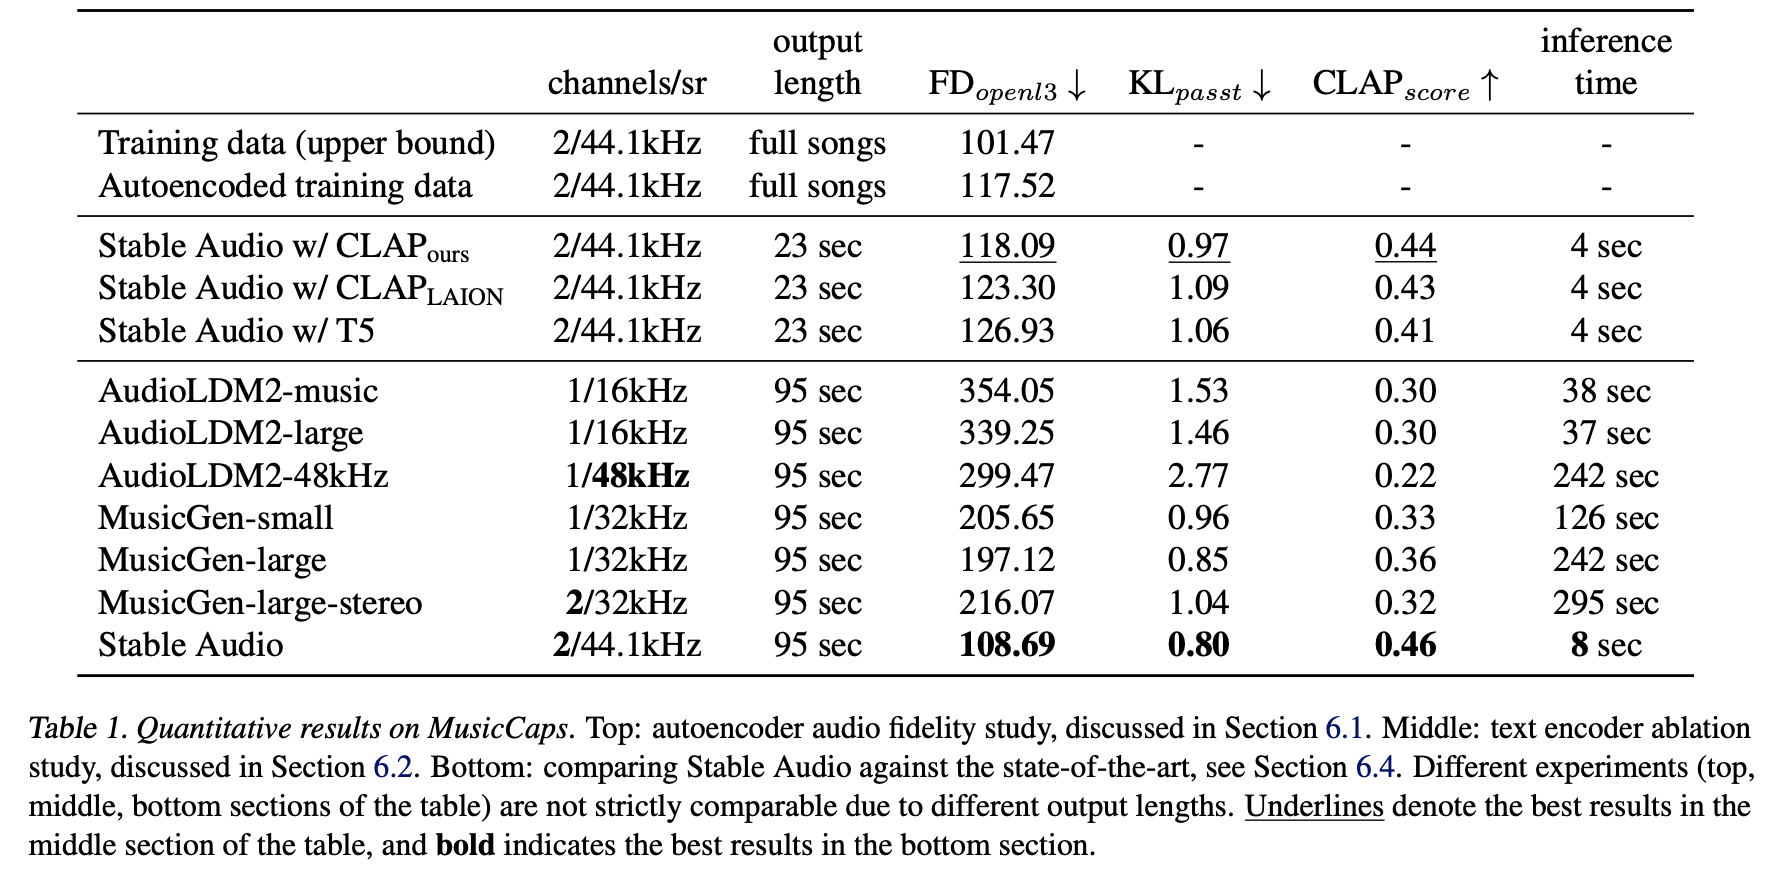 channels/sr output length FD_openl3 ↓ KL_passt ↓ CLAP_score ↑ inference time
Training data (upper bound) 2/44.1kHz full songs 101.47 - - -
Autoencoded training data 2/44.1kHz full songs 117.52 - - -
Stable Audio w/ CLAP_ours 2/44.1kHz 23 sec 118.09 0.97 0.44 4 sec
Stable Audio w/ CLAP_LAION 2/44.1kHz 23 sec 123.30 1.09 0.43 4 sec
Stable Audio w/ T5 2/44.1kHz 23 sec 126.93 1.06 0.41 4 sec
AudioLDM2-music 1/16kHz 95 sec 354.05 1.53 0.30 38 sec
AudioLDM2-large 1/16kHz 95 sec 339.25 1.46 0.30 37 sec
AudioLDM2-48kHz 1/48kHz 95 sec 299.47 2.77 0.22 242 sec
MusicGen-small 1/32kHz 95 sec 205.65 0.96 0.33 126 sec
MusicGen-large 1/32kHz 95 sec 197.12 0.85 0.36 242 sec
MusicGen-large-stereo 2/32kHz 95 sec 216.07 1.04 0.32 295 sec
Stable Audio 2/44.1kHz 95 sec 108.69 0.80 0.46 8 sec
Table 1. Quantitative results on MusicCaps. Top: autoencoder audio fidelity study, discussed in Section 6.1. Middle: text encoder ablation
study, discussed in Section 6.2. Bottom: comparing Stable Audio against the state-of-the-art, see Section 6.4. Different experiments (top,
middle, bottom sections of the table) are not strictly comparable due to different output lengths. Underlines denote the best results in the
middle section of the table, and bold indicates the best results in the bottom section.